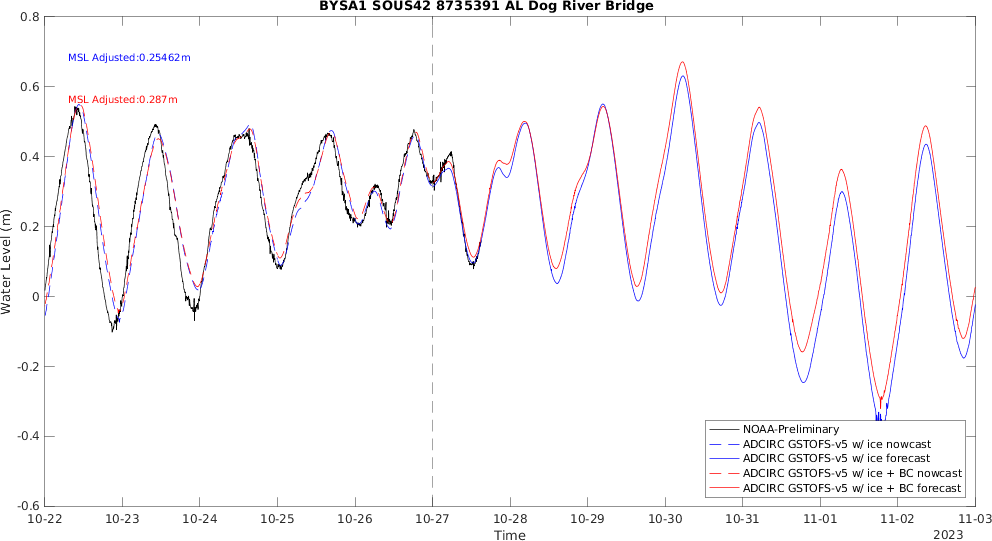 BYSA1 SOUS42 8735391 AL Dog River Bridge
0.8
0.6
0.4
0.2
0
-0.2
-0.4
-0.6
Water Level (m)
MSL Adjusted:0.25462m
MSL Adjusted:0.287m
NOAA-Preliminary
ADCIRC GSTOFS-v5 w/ ice nowcast
ADCIRC GSTOFS-v5 w/ ice forecast
ADCIRC GSTOFS-v5 w/ ice + BC nowcast
ADCIRC GSTOFS-v5 w/ ice + BC forecast
10-22 10-23 10-24 10-25 10-26 10-27 10-28 10-29 10-30 10-31 11-01 11-02 11-03
Time
2023